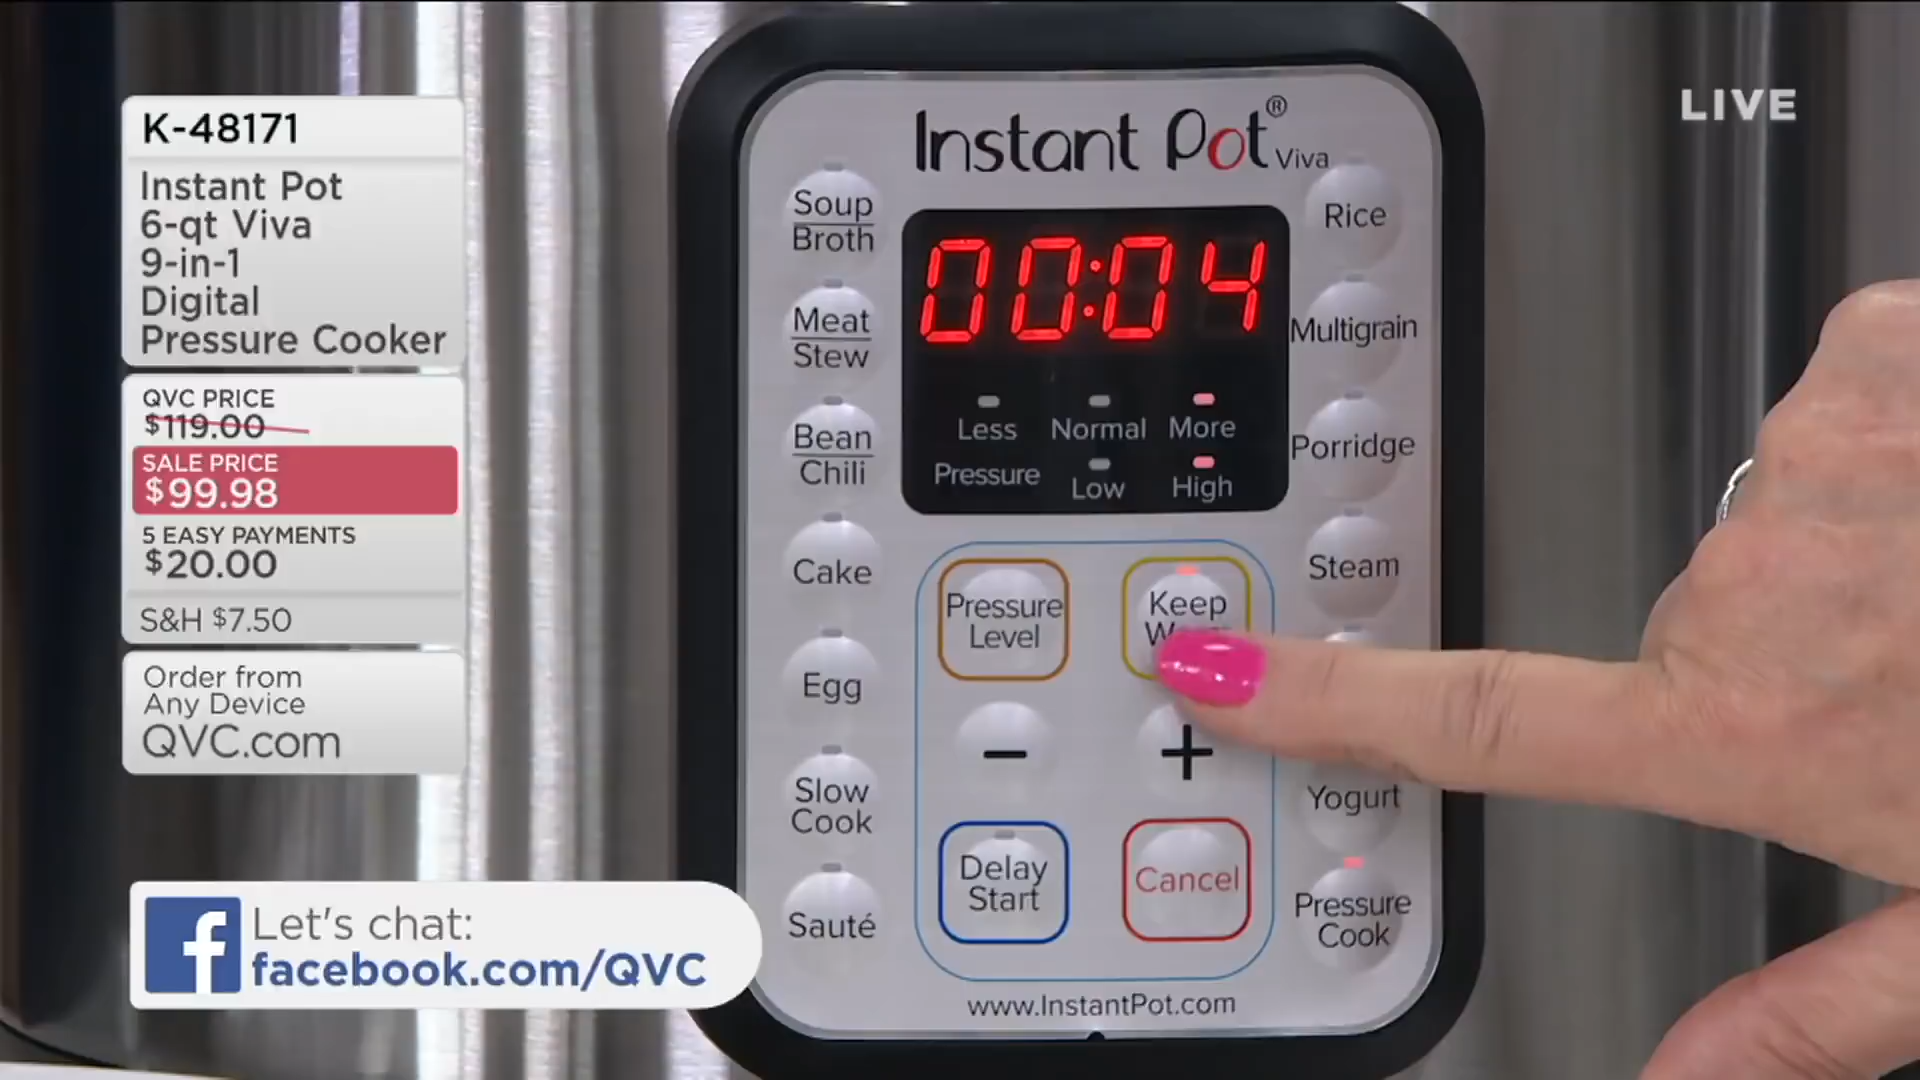 K-48171
Instant Pot
6-qt Viva
9-in-1
Digital
Pressure Cooker
QVC PRICE
$119.00
SALE PRICE
$99.98
5 EASY PAYMENTS
$20.00
S&H $7.50
Order from
Any Device
QVC.com
Let's chat:
facebook.com/QVC
LIVE
Instant Pot® Viva
00:04
Less Normal More
Pressure Low High
Soup
Broth
Meat
Stew
Bean
Chili
Cake
Egg
Slow
Cook
Sauté
Pressure
Level
Keep
-
+
Delay
Start
Cancel
Rice
Multigrain
Porridge
Steam
Yogurt
Pressure
Cook
www.InstantPot.com